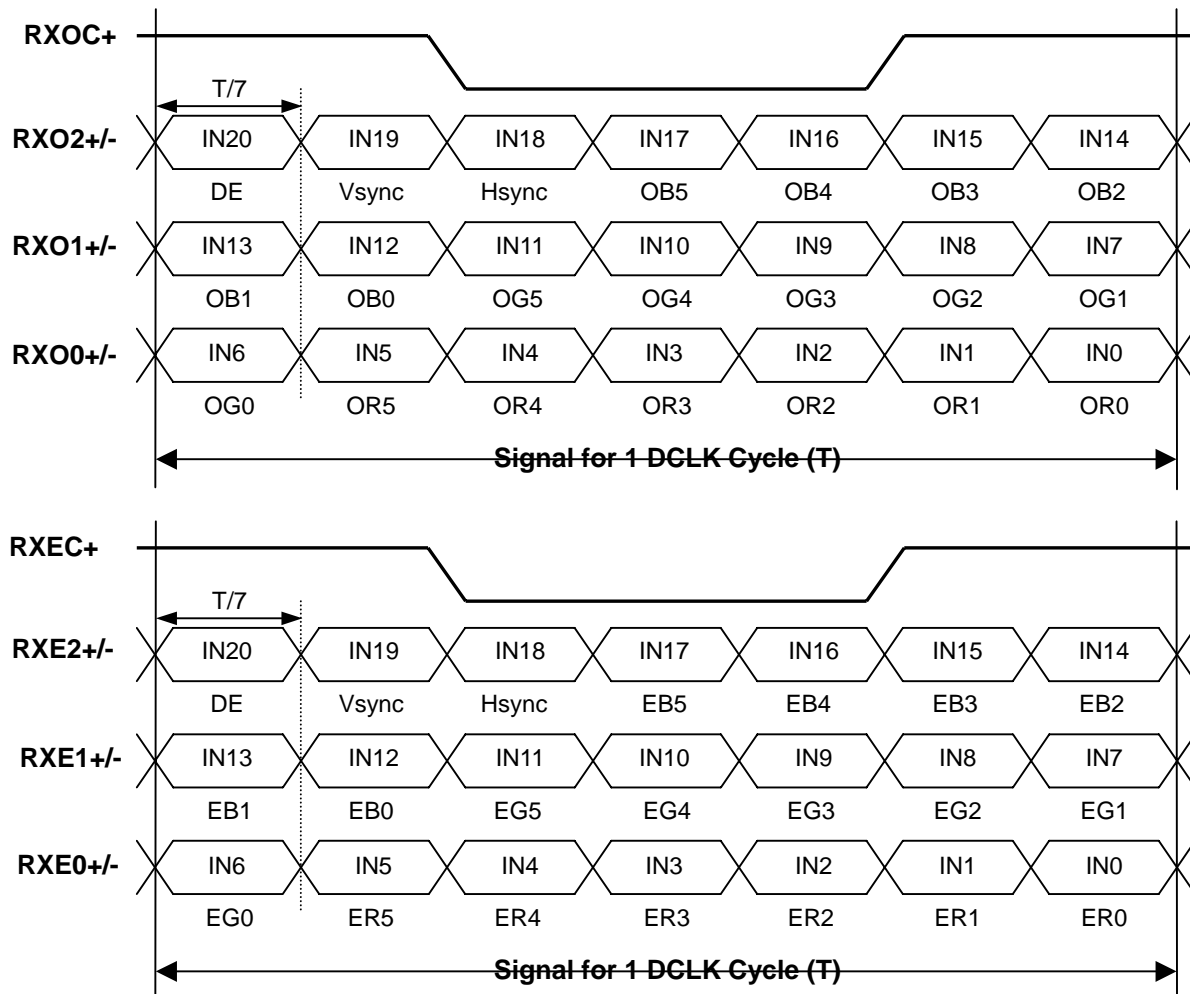 RXOC+
T/7
RXO2+/- IN20 IN19 IN18 IN17 IN16 IN15 IN14
DE Vsync Hsync OB5 OB4 OB3 OB2
RXO1+/- IN13 IN12 IN11 IN10 IN9 IN8 IN7
OB1 OB0 OG5 OG4 OG3 OG2 OG1
RXO0+/- IN6 IN5 IN4 IN3 IN2 IN1 IN0
OG0 OR5 OR4 OR3 OR2 OR1 OR0
Signal for 1 DCLK Cycle (T)
RXEC+
T/7
RXE2+/- IN20 IN19 IN18 IN17 IN16 IN15 IN14
DE Vsync Hsync EB5 EB4 EB3 EB2
RXE1+/- IN13 IN12 IN11 IN10 IN9 IN8 IN7
EB1 EB0 EG5 EG4 EG3 EG2 EG1
RXE0+/- IN6 IN5 IN4 IN3 IN2 IN1 IN0
EG0 ER5 ER4 ER3 ER2 ER1 ER0
Signal for 1 DCLK Cycle (T)